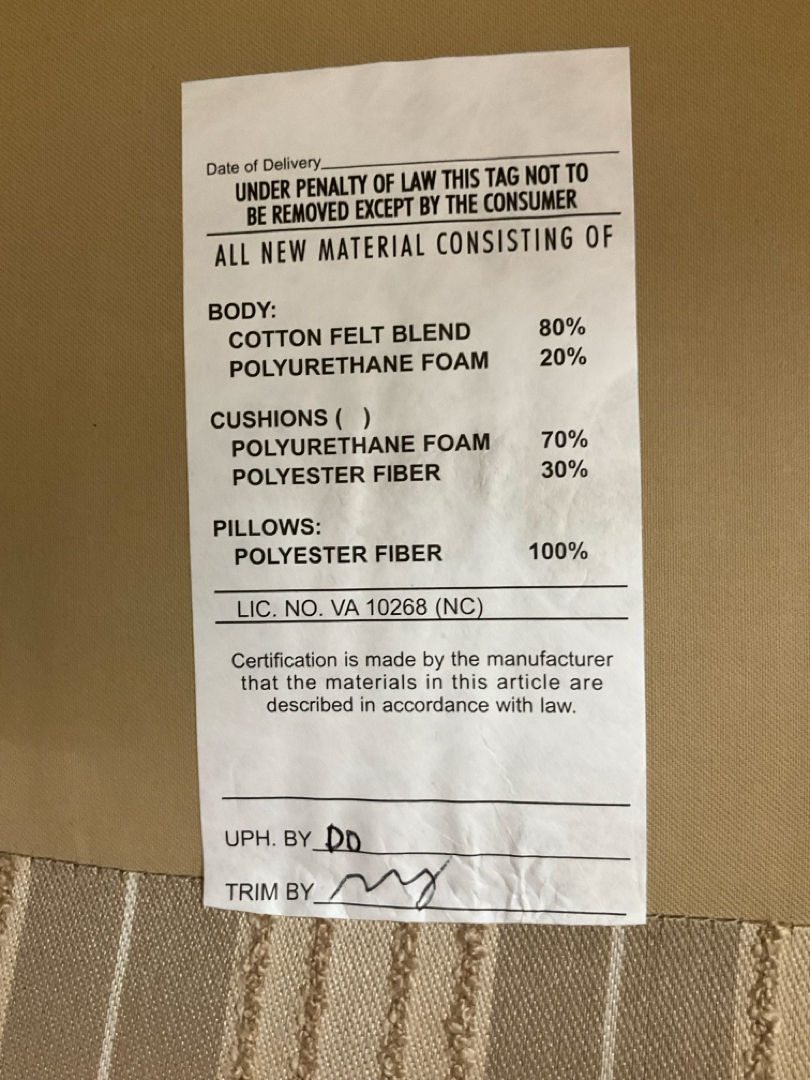 Date of Delivery
UNDER PENALTY OF LAW THIS TAG NOT TO
BE REMOVED EXCEPT BY THE CONSUMER
ALL NEW MATERIAL CONSISTING OF
BODY:
COTTON FELT BLEND 80%
POLYURETHANE FOAM 20%
CUSHIONS ( )
POLYURETHANE FOAM 70%
POLYESTER FIBER 30%
PILLOWS:
POLYESTER FIBER 100%
LIC. NO. VA 10268 (NC)
Certification is made by the manufacturer
that the materials in this article are
described in accordance with law.
UPH. BY DD
TRIM BY